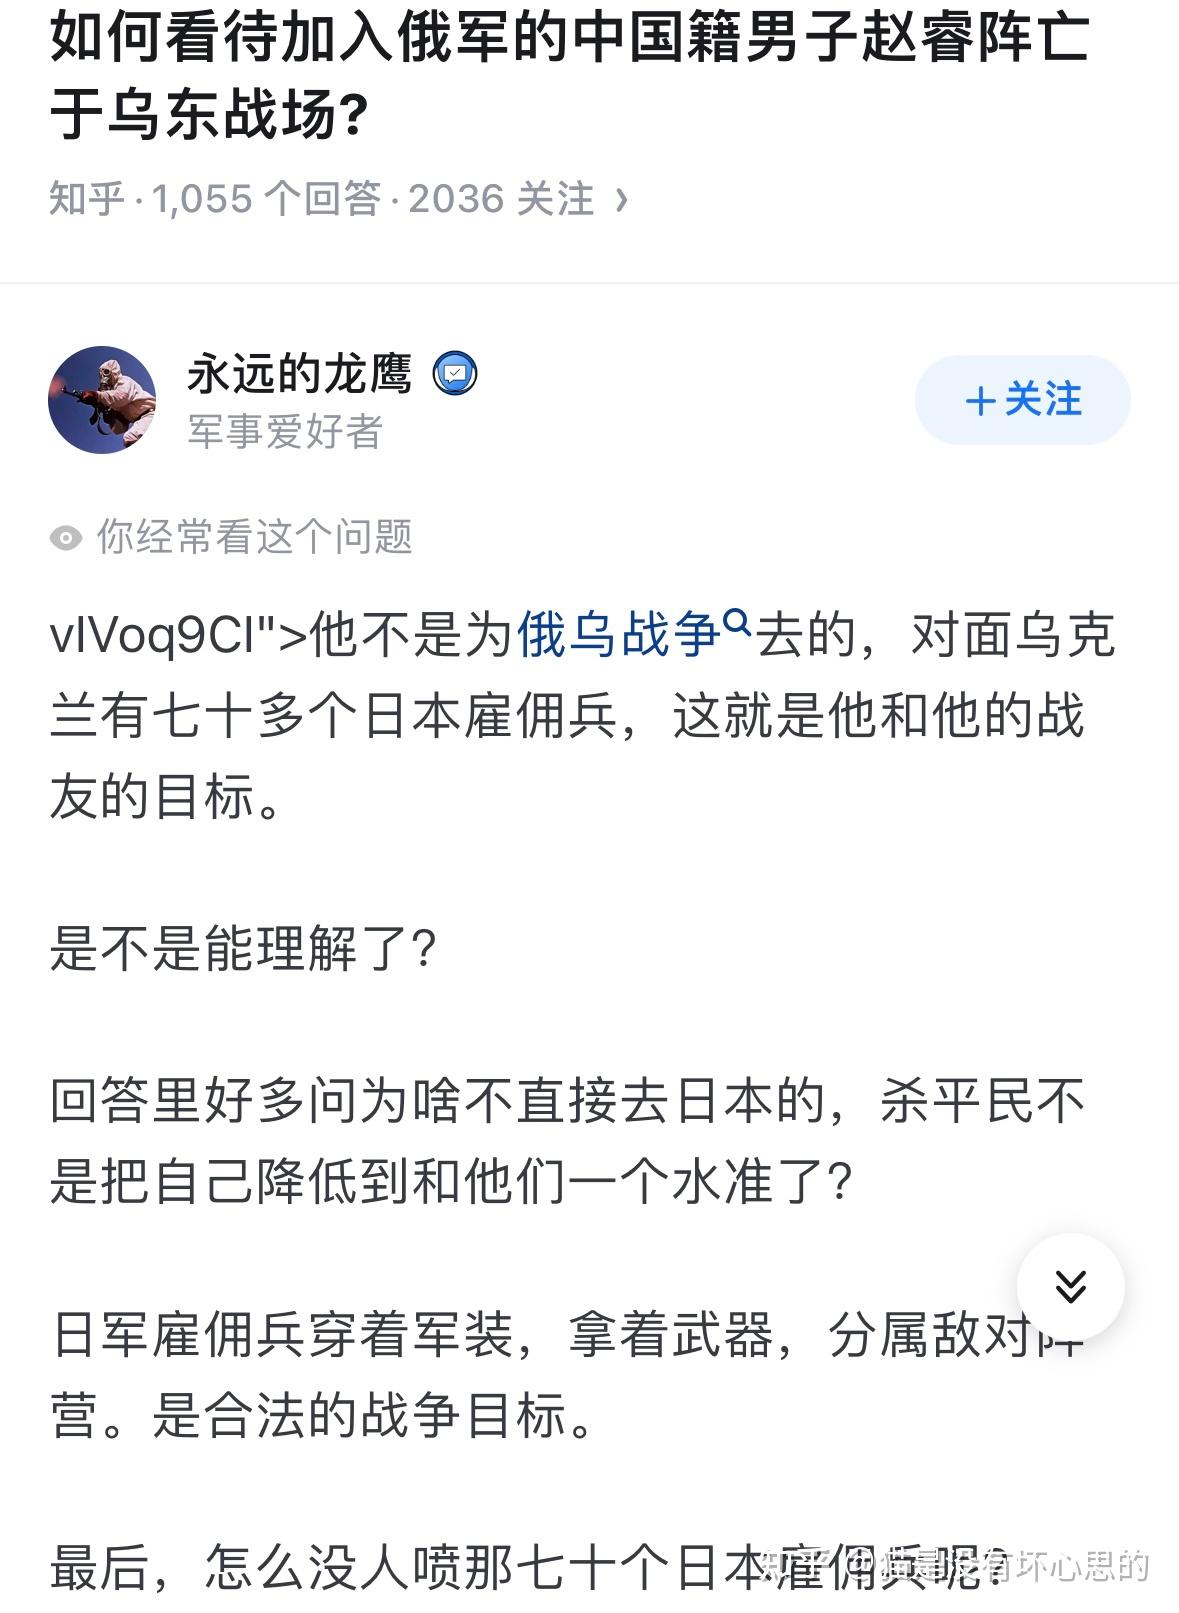 如何看待加入俄军的中国籍男子赵睿阵亡
于乌东战场?
知乎 · 1,055 个回答 · 2036 关注 >
永远的龙鹰
+关注
军事爱好者
你经常看这个问题
vlVoq9Cl">他不是为俄乌战争去的，对面乌克
兰有七十多个日本雇佣兵，这就是他和他的战
友的目标。
是不是能理解了?
回答里好多问为啥不直接去日本的，杀平民不
是把自己降低到和他们一个水准了?
日军雇佣兵穿着军装，拿着武器，分属敌对阵
营。是合法的战争目标。
最后，怎么没人喷那七十个日本雇佣兵呢?
知乎 @猫是没有坏心思的